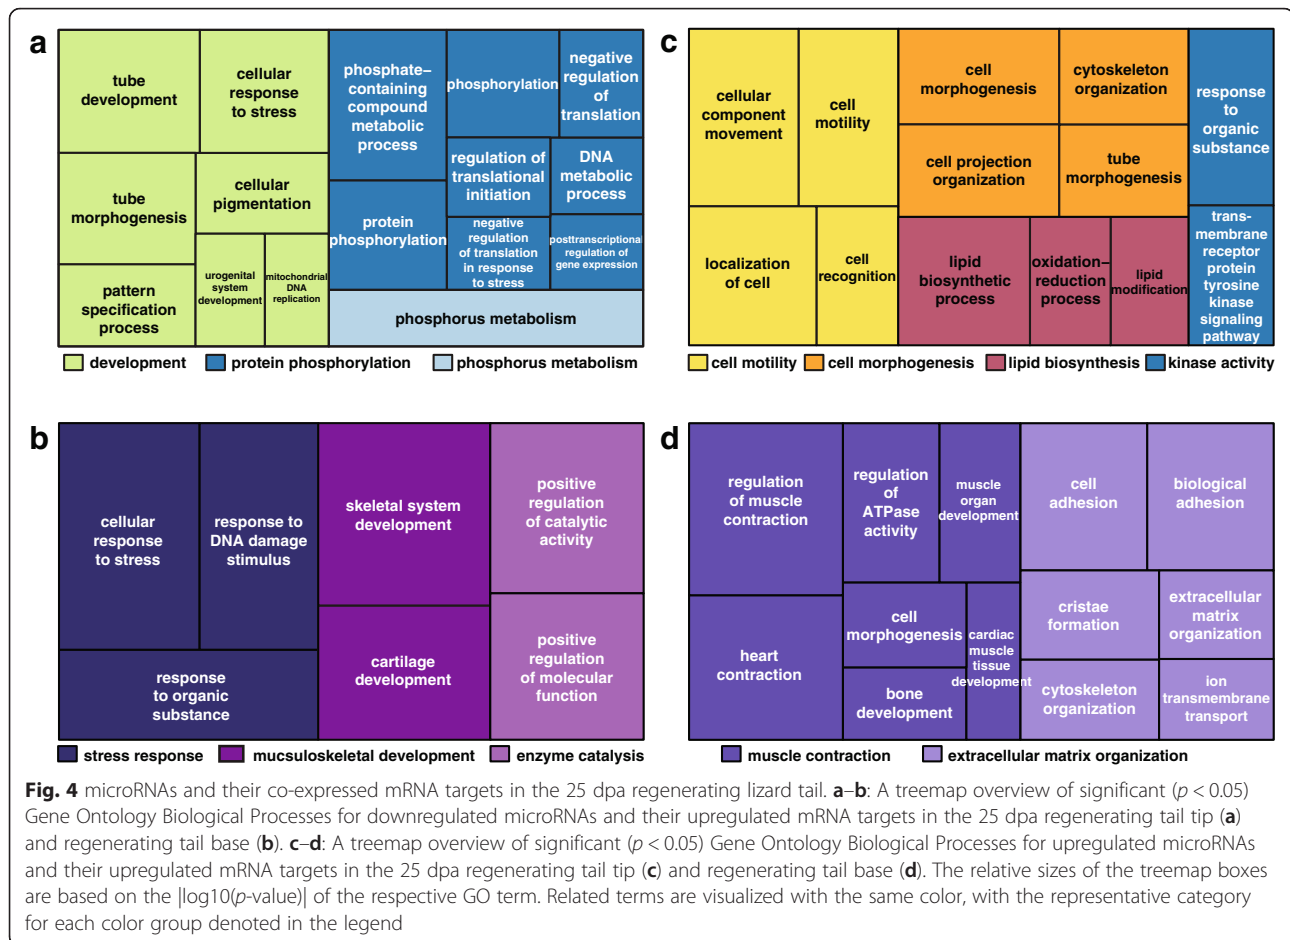 a
tube
development
cellular
response
to stress
tube
morphogenesis
cellular
pigmentation
pattern
specification
process
urogenital
system
development
mitochondrial
DNA
replication
phosphate–
containing
compound
metabolic
process
phosphorylation
negative
regulation
of
translation
protein
phosphorylation
regulation of
translational
initiation
DNA
metabolic
process
negative
regulation
of translation
in response
to stress
posttranscriptional
regulation of
gene expression
phosphorus metabolism
development
protein phosphorylation
phosphorus metabolism
c
cellular
component
movement
cell
motility
localization
of cell
cell
recognition
cell
morphogenesis
cytoskeleton
organization
cell projection
organization
tube
morphogenesis
lipid
biosynthetic
process
oxidation–
reduction
process
lipid
modification
response
to
organic
substance
trans-
membrane
receptor
protein
tyrosine
kinase
signaling
pathway
cell motility
cell morphogenesis
lipid biosynthesis
kinase activity
b
cellular
response
to stress
response to
DNA damage
stimulus
response
to organic
substance
skeletal system
development
cartilage
development
positive
regulation
of catalytic
activity
positive
regulation
of molecular
function
stress response
mucsuloskeletal development
enzyme catalysis
d
regulation
of muscle
contraction
heart
contraction
regulation
of
ATPase
activity
muscle
organ
development
cell
morphogenesis
bone
development
cardiac
muscle
tissue
development
cell
adhesion
biological
adhesion
cristae
formation
extracellular
matrix
organization
cytoskeleton
organization
ion
transmembrane
transport
muscle contraction
extracellular matrix organization
Fig. 4 microRNAs and their co-expressed mRNA targets in the 25 dpa regenerating lizard tail. a–b: A treemap overview of significant (p < 0.05)
Gene Ontology Biological Processes for downregulated microRNAs and their upregulated mRNA targets in the 25 dpa regenerating tail tip (a)
and regenerating tail base (b). c–d: A treemap overview of significant (p < 0.05) Gene Ontology Biological Processes for upregulated microRNAs
and their upregulated mRNA targets in the 25 dpa regenerating tail tip (c) and regenerating tail base (d). The relative sizes of the treemap boxes
are based on the |log10(p-value)| of the respective GO term. Related terms are visualized with the same color, with the representative category
for each color group denoted in the legend